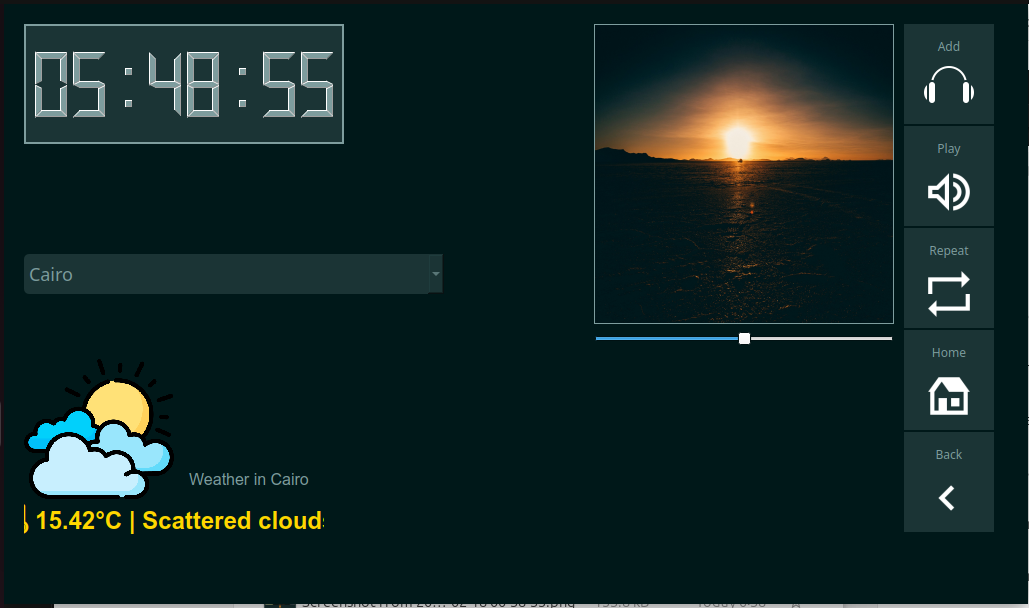 05:48:55
Add
Play
Cairo
Repeat
Home
Back
Weather in Cairo
15.42°C | Scattered clouds